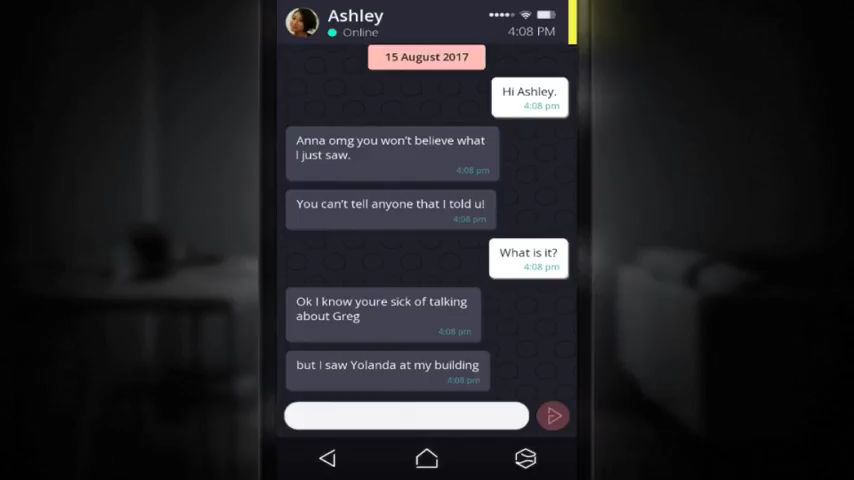 Ashley
Online
4:08 PM
15 August 2017
Hi Ashley.
4:08 pm
Anna omg you won't believe what
I just saw.
4:08 pm
You can't tell anyone that I told u!
4:08 pm
What is it?
4:08 pm
Ok I know youre sick of talking
about Greg
4:08 pm
but I saw Yolanda at my building
4:08 pm